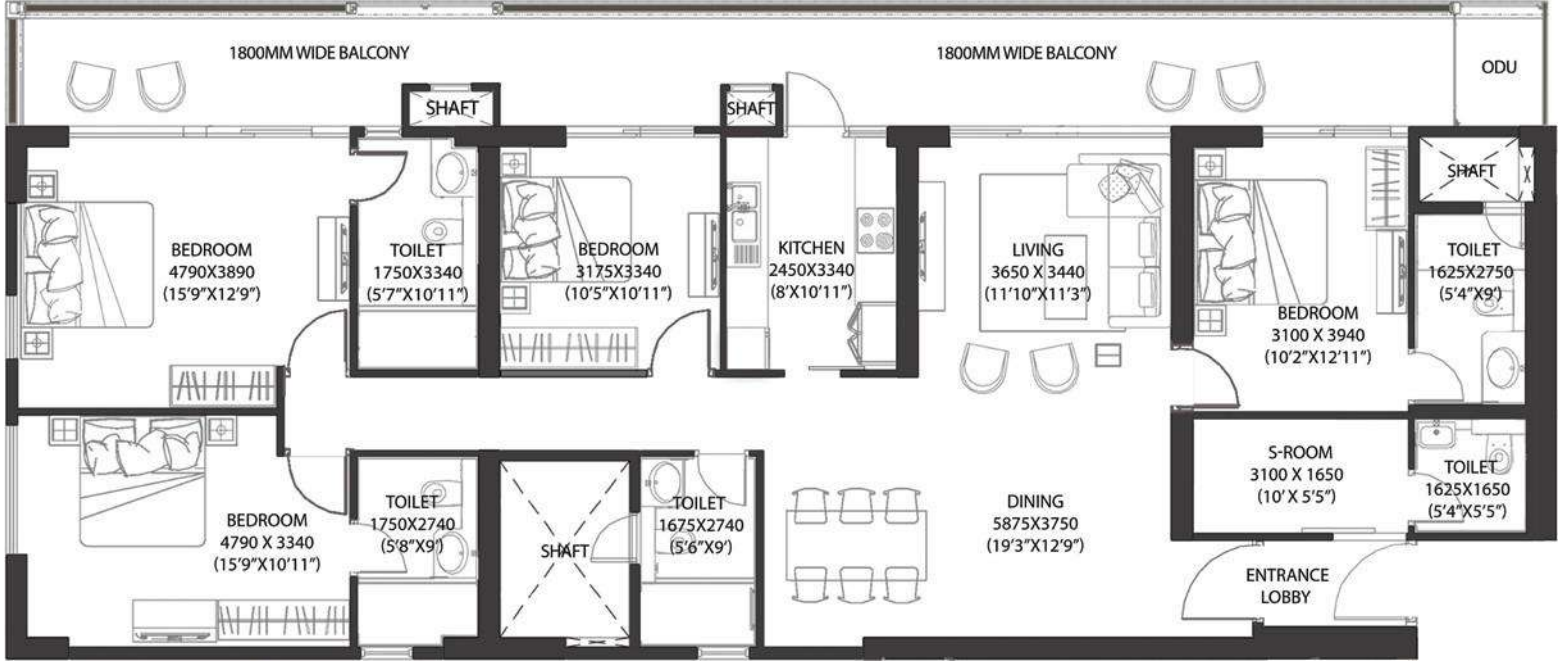 1800MM WIDE BALCONY
1800MM WIDE BALCONY
ODU
SHAFT
SHAFT
SHAFT
BEDROOM
4790X3890
(15'9"X12'9")
TOILET
1750X3340
(5'7"X10'11")
BEDROOM
3175X3340
(10'5"X10'11")
KITCHEN
2450X3340
(8'X10'11")
LIVING
3650 X 3440
(11'10"X11'3")
BEDROOM
3100 X 3940
(10'2"X12'11")
TOILET
1625X2750
(5'4"X9')
BEDROOM
4790 X 3340
(15'9"X10'11")
TOILET
1750X2740
(5'8"X9')
SHAFT
TOILET
1675X2740
(5'6"X9')
DINING
5875X3750
(19'3"X12'9")
S-ROOM
3100 X 1650
(10' X 5'5")
TOILET
1625X1650
(5'4"X5'5")
ENTRANCE
LOBBY